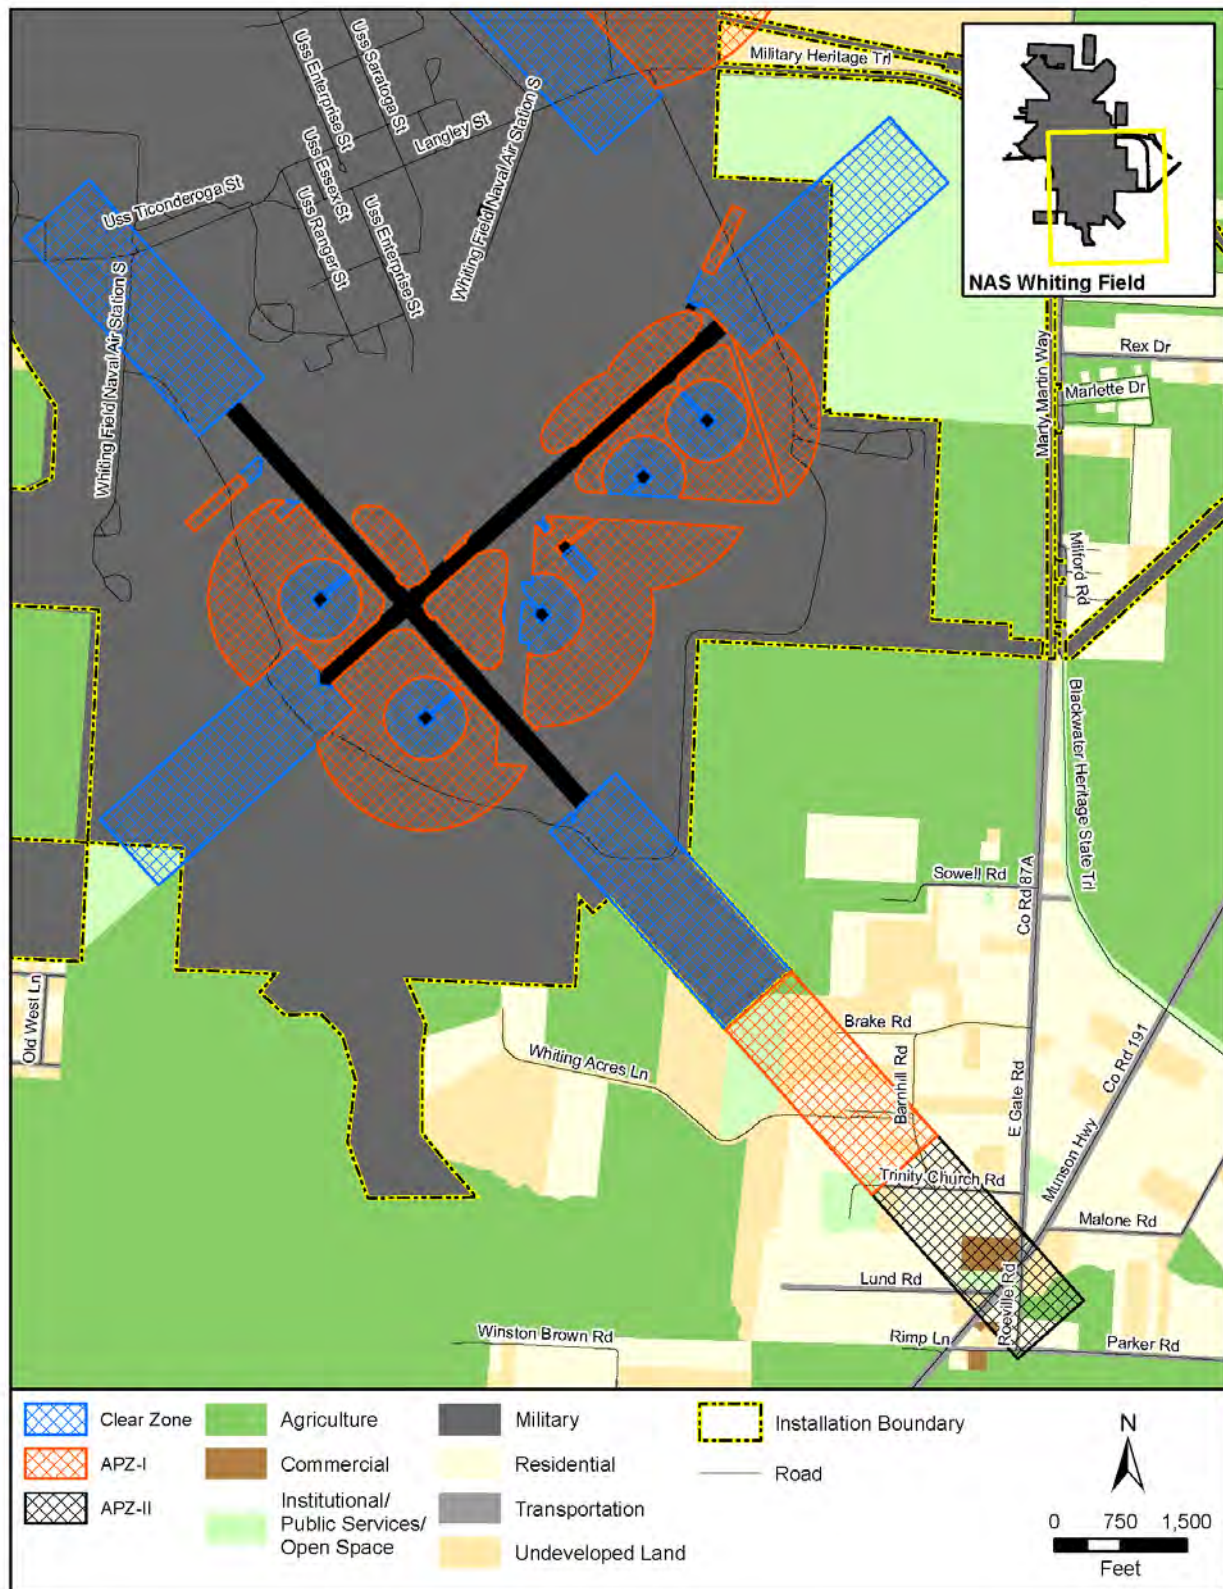 Military Heritage Trl
Uss Saratoga St
Uss Enterprise St
Langley St
Whiting Field Naval Air Station S
Uss Essex St
Uss Ticonderoga St
Uss Ranger St
Uss Enterprise St
Whiting Field Naval Air Station S
NAS Whiting Field
Rex Dr
Marlette Dr
Marty Martin Way
Milford Rd
Blackwater Heritage State Trl
Sowell Rd
Co Rd 87A
Old West Ln
Brake Rd
Whiting Acres Ln
Barnhill Rd
E Gate Rd
Co Rd 191
Munson Hwy
Trinity Church Rd
Malone Rd
Lund Rd
Roeville Rd
Winston Brown Rd
Rimp Ln
Parker Rd
Clear Zone
APZ-I
APZ-II
Agriculture
Commercial
Institutional/
Public Services/
Open Space
Military
Residential
Transportation
Undeveloped Land
Installation Boundary
Road
N
0 750 1,500
Feet